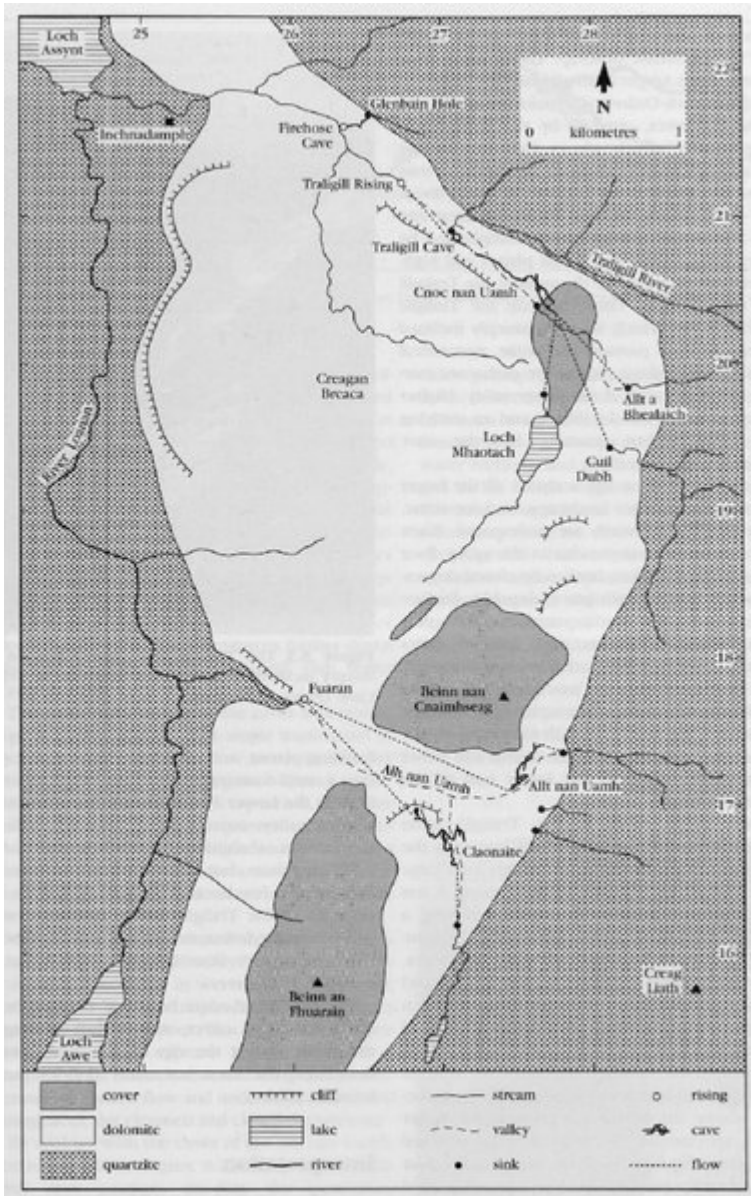 Loch
Assynt
25
26
27
28
22
N
0 kilometres 1
Glenbain Hole
Inchnadamph
Firehose
Cave
Traligill Rising
21
Traligill Cave
Traligill River
Cnoc nan Uamh
20
Creagan
Breaca
Allt a
Bhealaich
Loch
Mhaotach
Cuil
Dubh
River Loanan
19
18
Fuaran
Beinn nan
Cnaimhseag
Allt nan Uamh
Allt nan Uamh
17
Claonaite
16
Creag
Liath
Beinn an
Fhuarain
Loch
Awe
cover cliff stream rising
dolomite lake valley cave
quartzite river sink flow